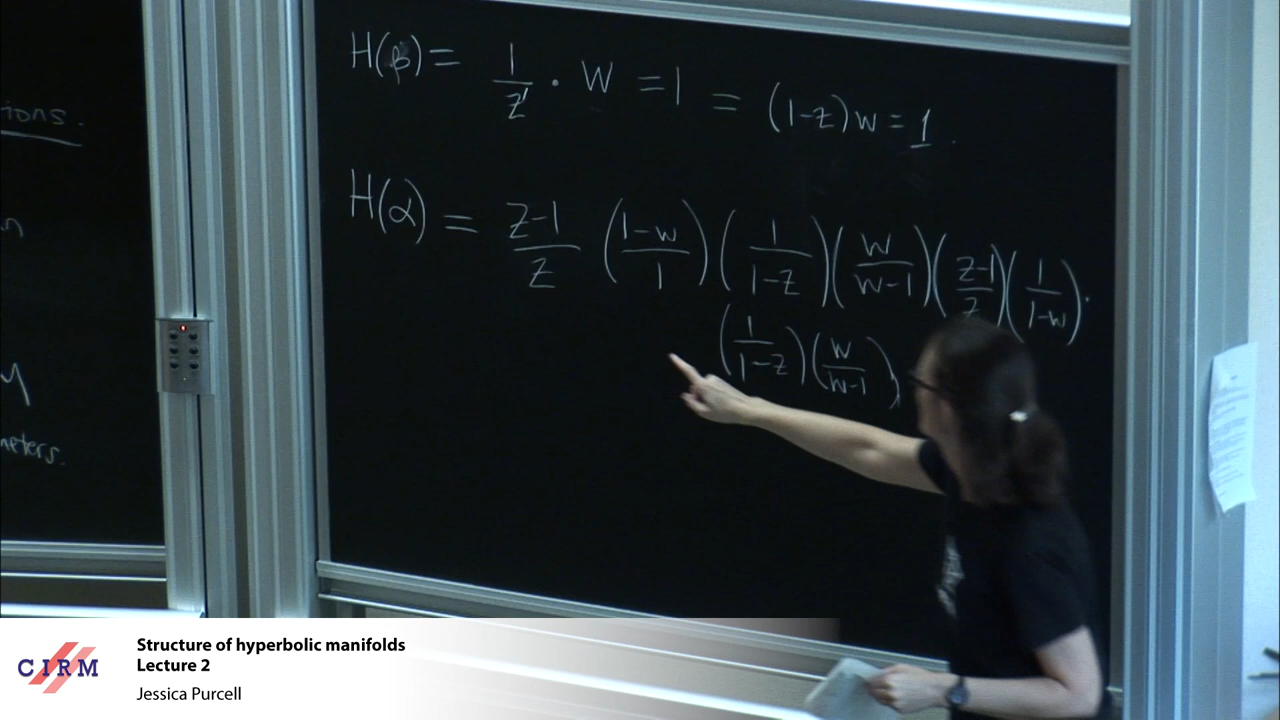 ions.
n
y
meters.
H(β) = 1/z' · W = 1 = (1-z)w = 1.
H(α) = z-1/z (1-w/1) (1/1-z) (w/w-1) (z-1/z) (1/1-w) ·
(1/1-z) (w/w-1)
CIRM
Structure of hyperbolic manifolds
Lecture 2
Jessica Purcell